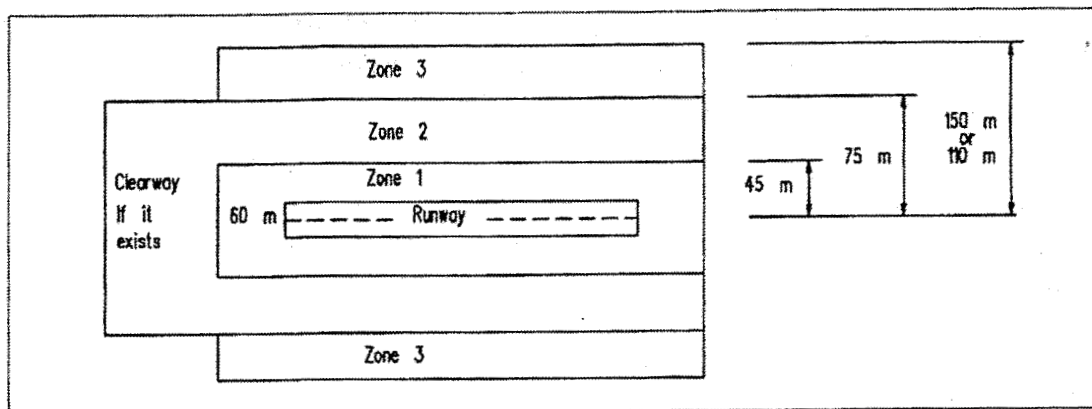 Zone 3
Zone 2
150 m
or
110 m
75 m
Zone 1
45 m
Clearway
If it
exists
60 m
Runway
Zone 3